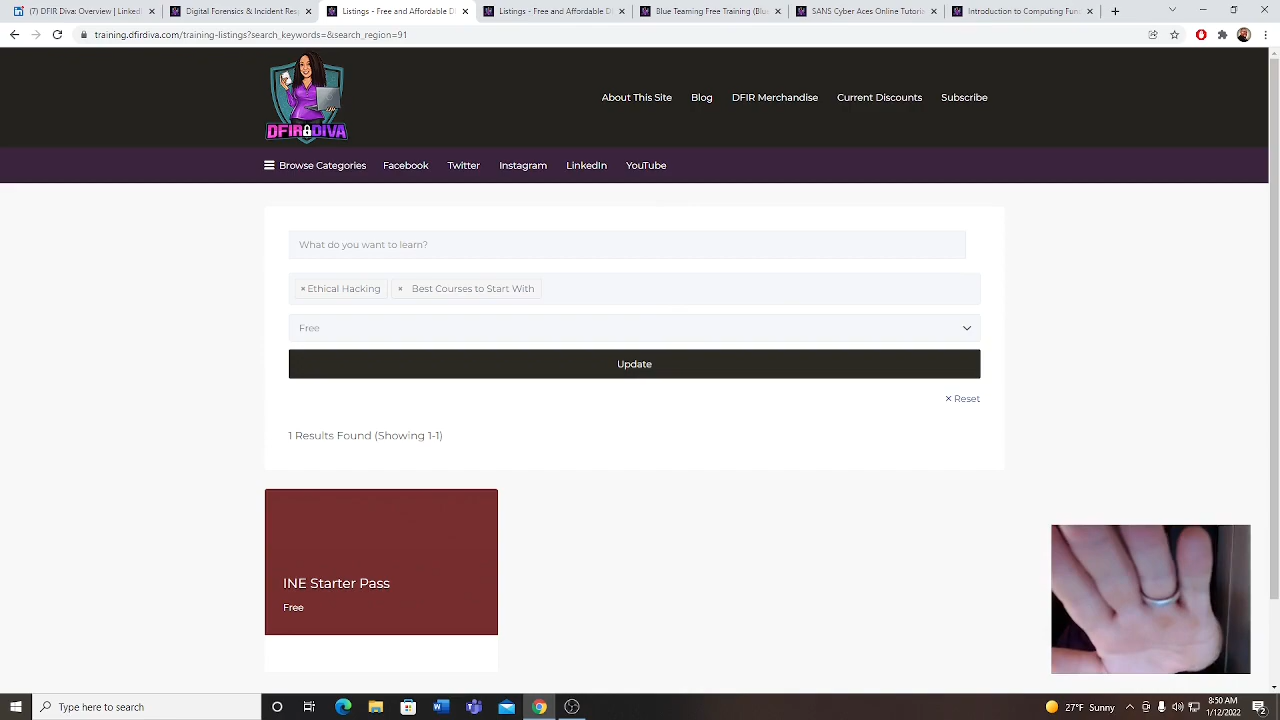 (7) DFIR Diva Overview | LinkedI
Digital Forensics & Incident Res
Listings - Free and Affordable Di
Listings - Free and Affordable D
Blue Teaming Free Training (Blu
SANS Cyber Aces Online Tutoria
Introduction to Computing Fun
training.dfirdiva.com/training-listings?search_keywords=&search_region=91
DFIR DIVA
About This Site
Blog
DFIR Merchandise
Current Discounts
Subscribe
Browse Categories
Facebook
Twitter
Instagram
LinkedIn
YouTube
What do you want to learn?
× Ethical Hacking
× Best Courses to Start With
Free
Update
× Reset
1 Results Found (Showing 1-1)
INE Starter Pass
Free
Type here to search
27°F Sunny
8:50 AM
1/12/2022